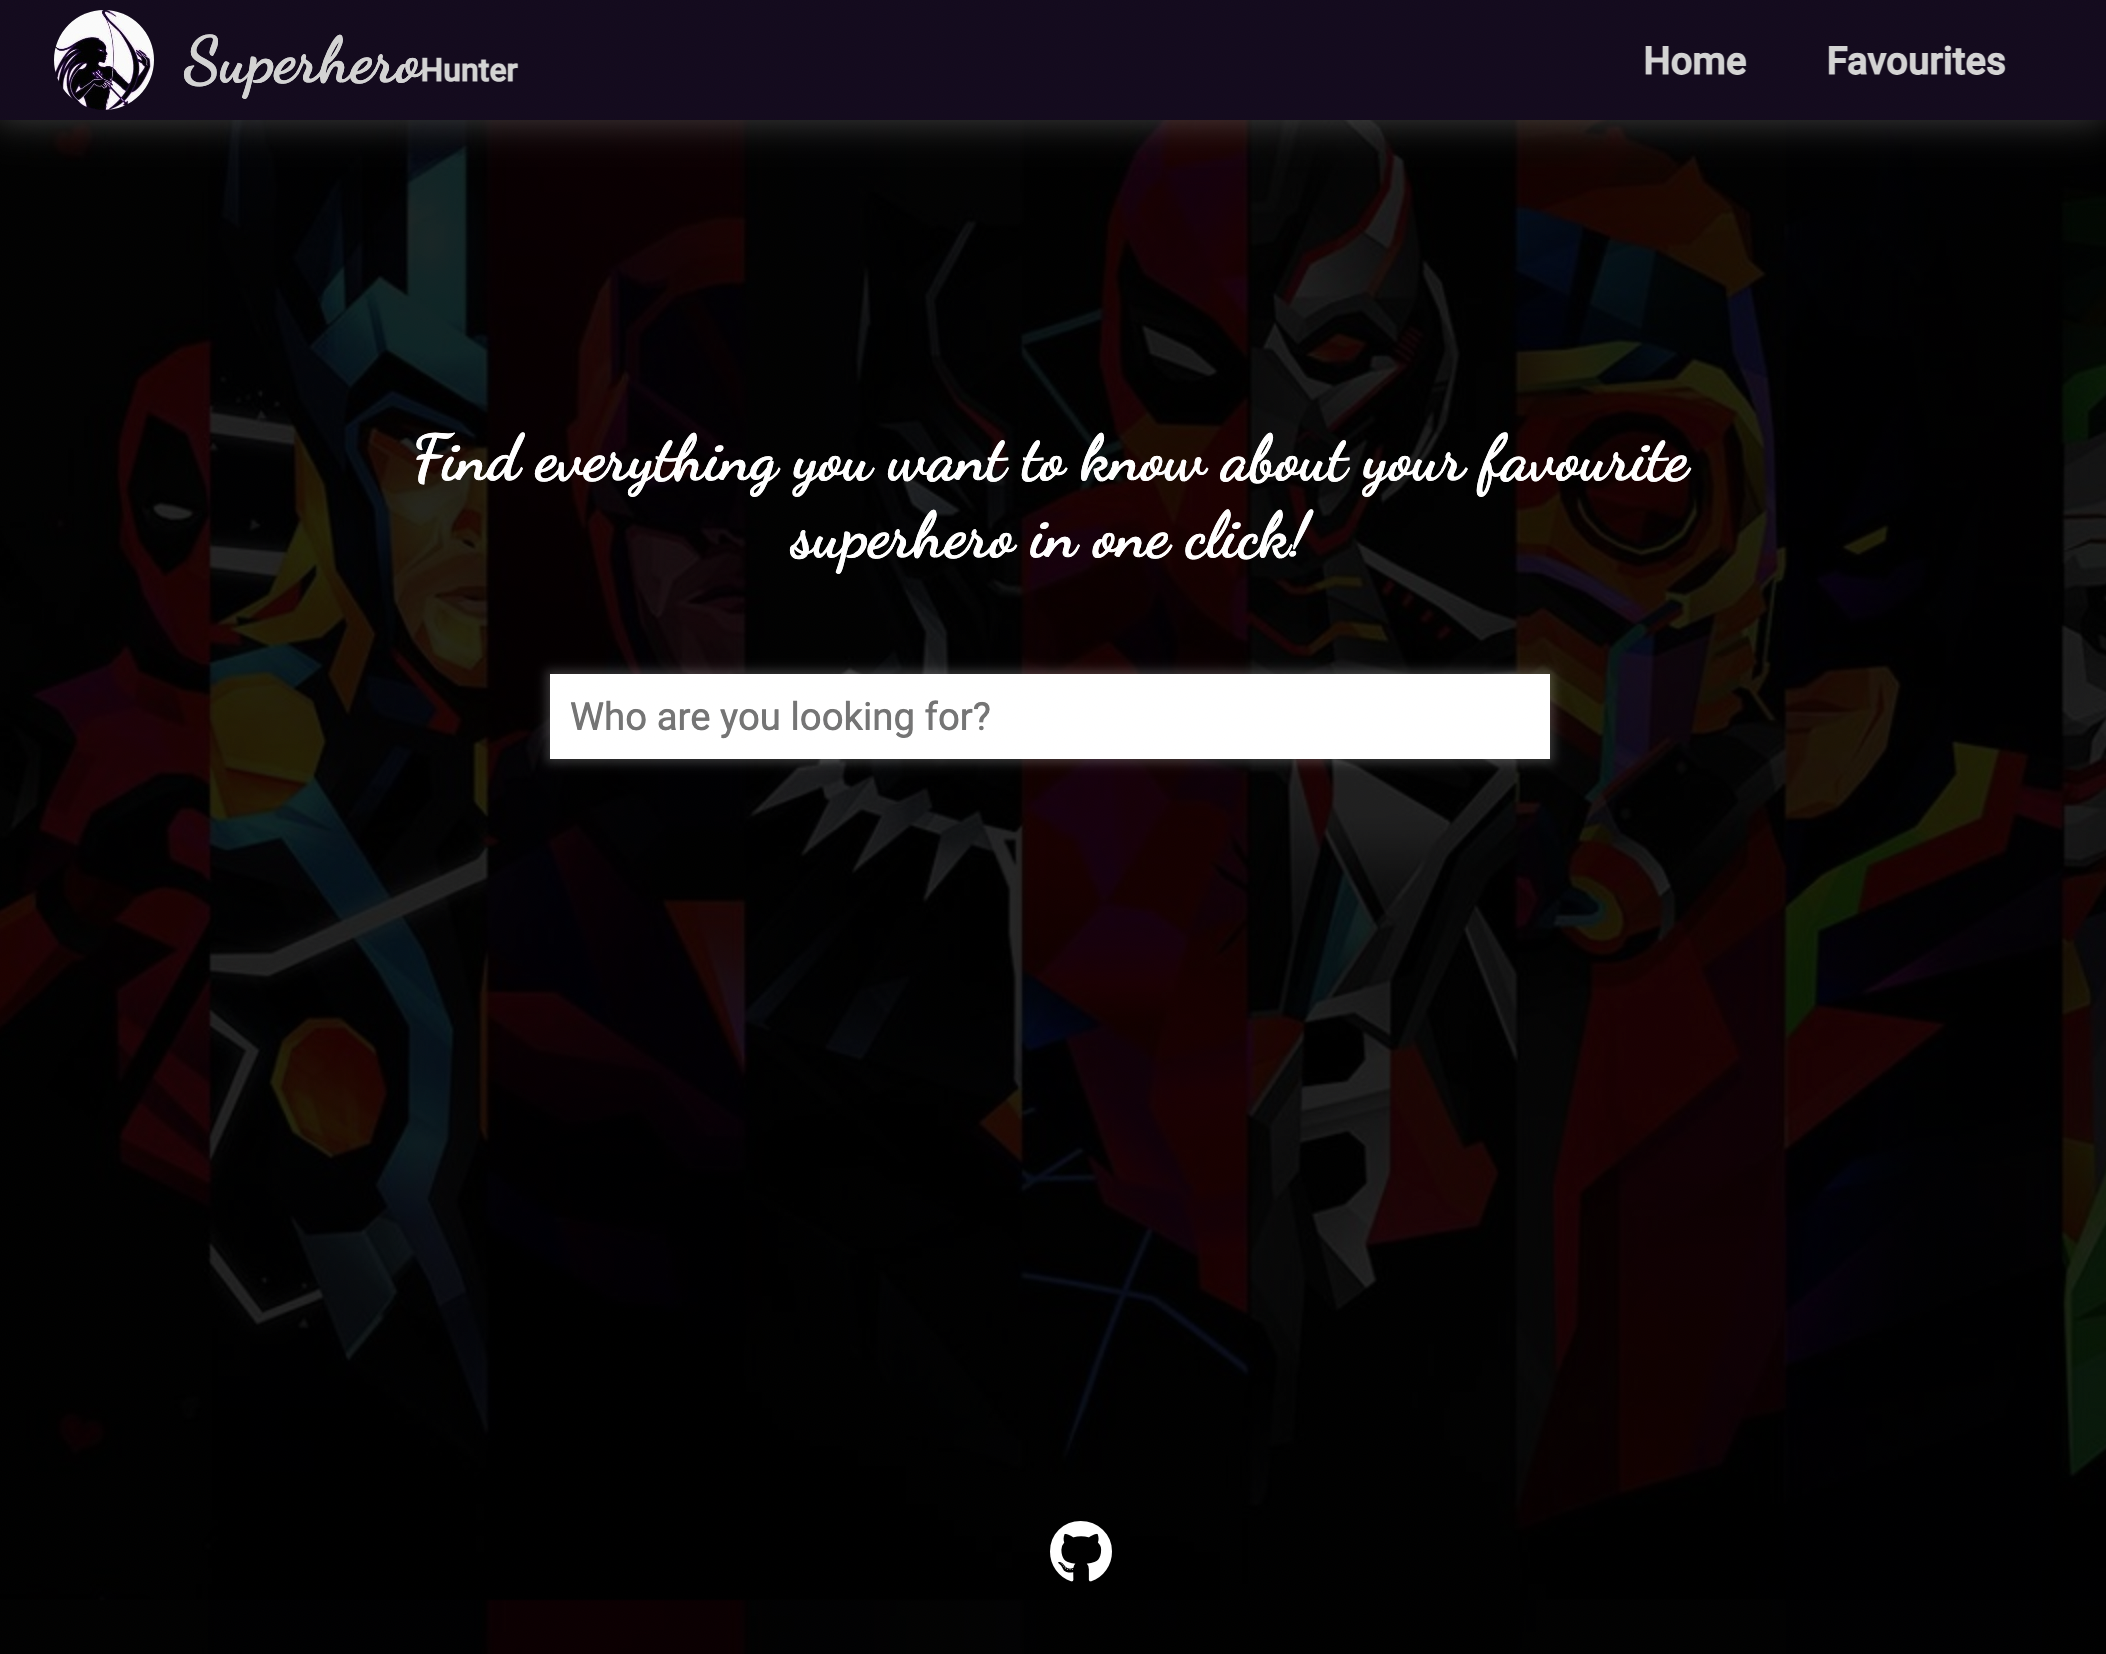 SuperheroHunter
Home
Favourites
Find everything you want to know about your favourite
superhero in one click!
Who are you looking for?